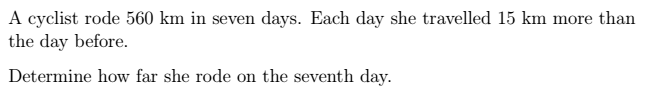 A cyclist rode 560 km in seven days. Each day she travelled 15 km more than
the day before.
Determine how far she rode on the seventh day.